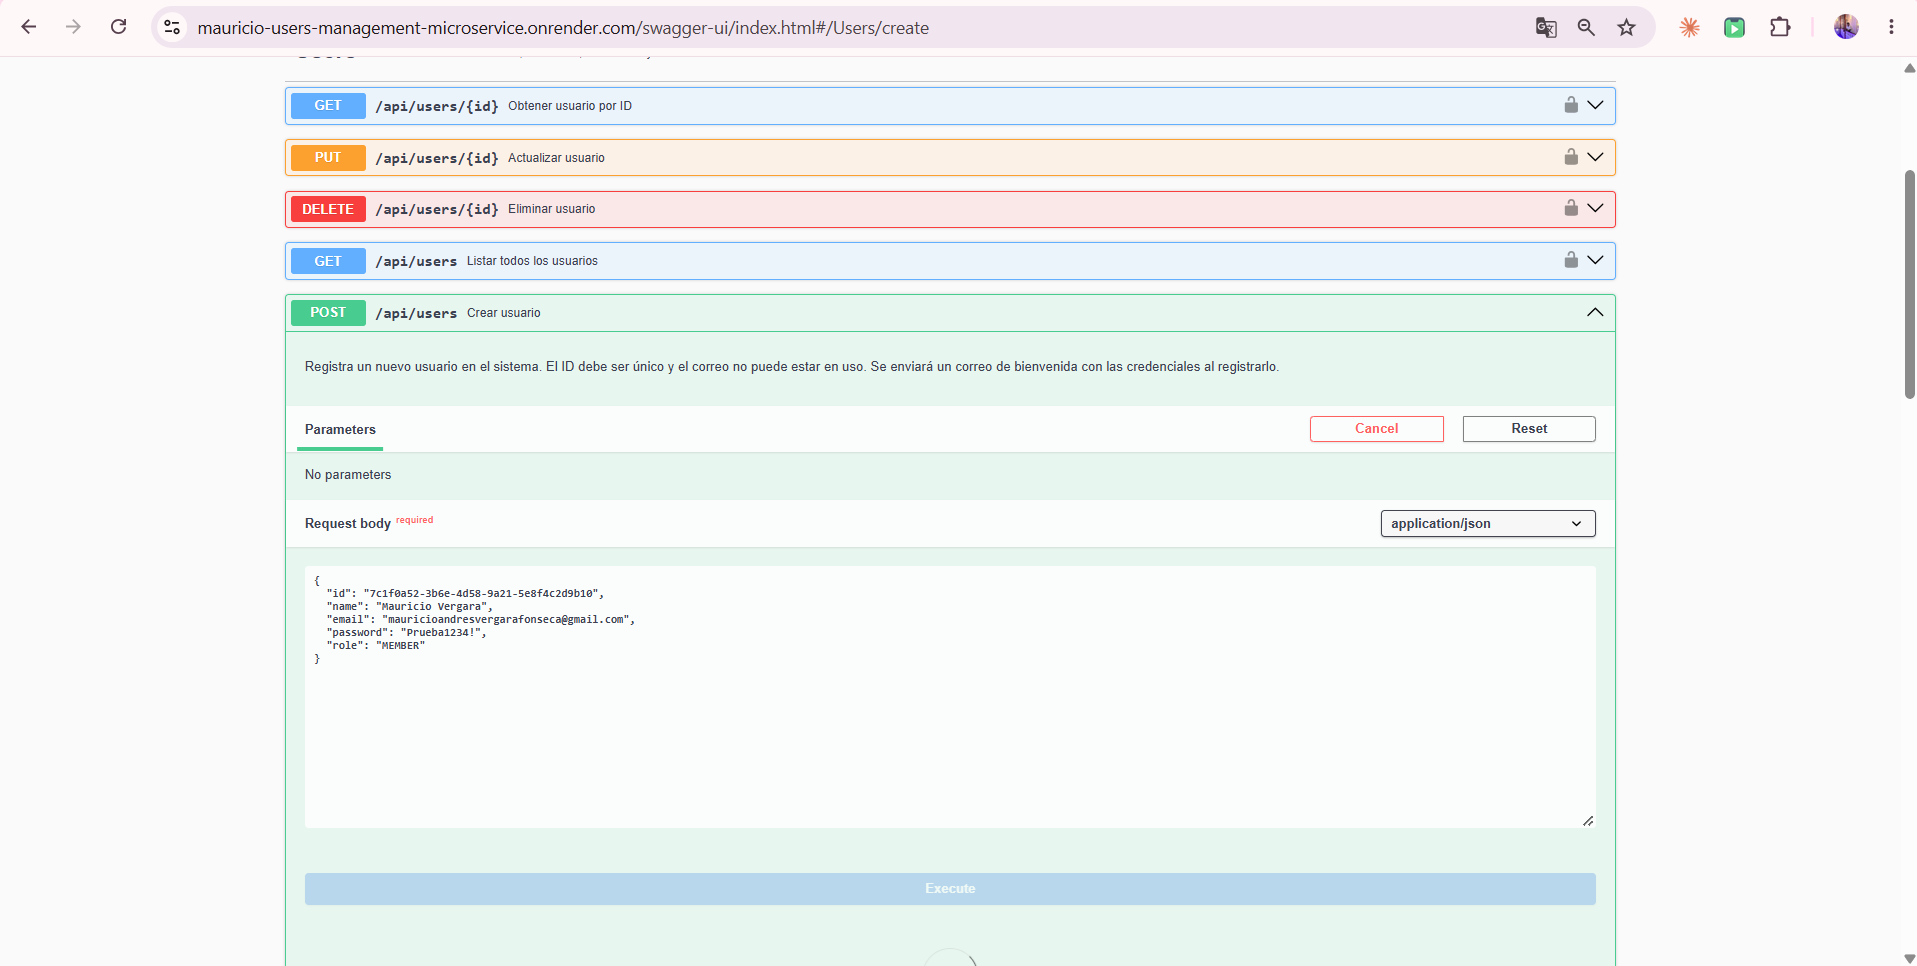 mauricio-users-management-microservice.onrender.com/swagger-ui/index.html#/Users/create
GET /api/users/{id} Obtener usuario por ID
PUT /api/users/{id} Actualizar usuario
DELETE /api/users/{id} Eliminar usuario
GET /api/users Listar todos los usuarios
POST /api/users Crear usuario
Registra un nuevo usuario en el sistema. El ID debe ser único y el correo no puede estar en uso. Se enviará un correo de bienvenida con las credenciales al registrarlo.
Parameters Cancel Reset
No parameters
Request body required application/json
{
"id": "7c1f0a52-3b6e-4d58-9a21-5e8f4c2d9b10",
"name": "Mauricio Vergara",
"email": "mauricioandresvergarafonseca@gmail.com",
"password": "Prueba1234!",
"role": "MEMBER"
}
Execute